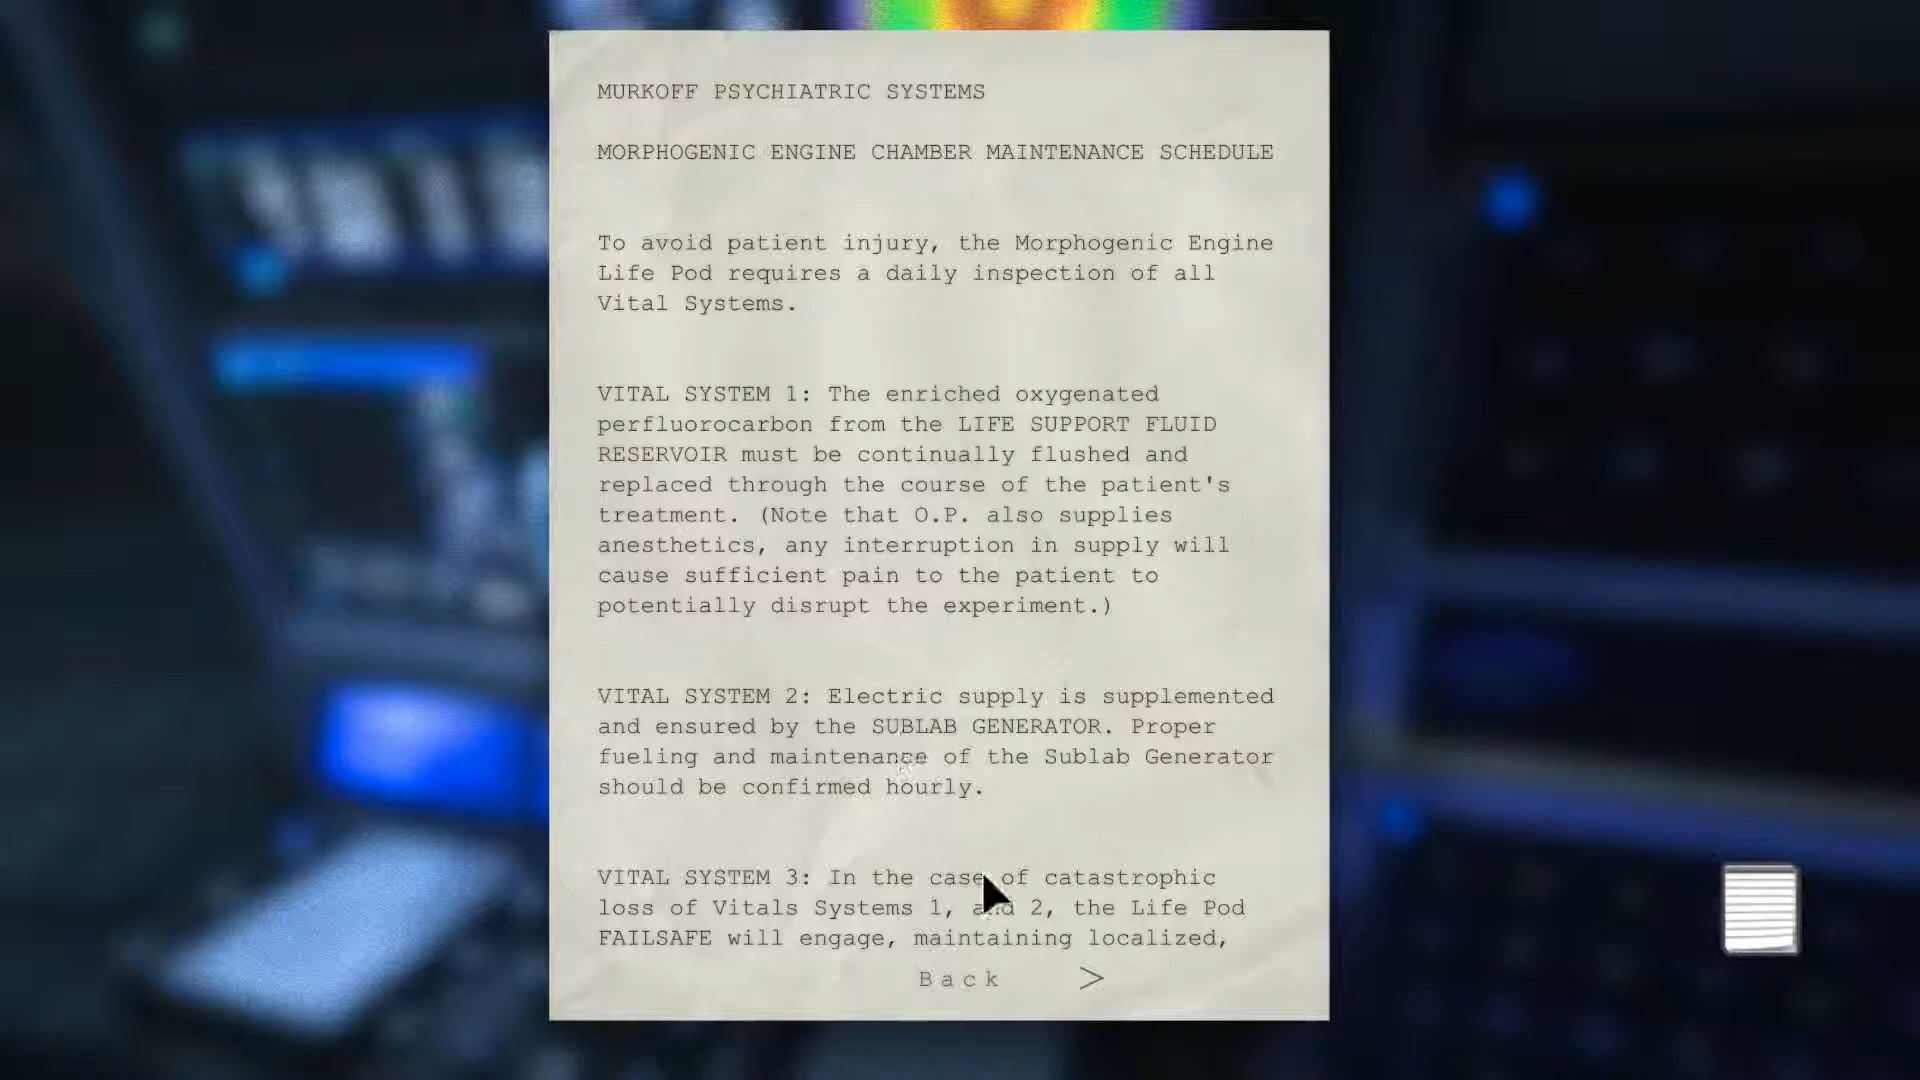 MURKOFF PSYCHIATRIC SYSTEMS
MORPHOGENIC ENGINE CHAMBER MAINTENANCE SCHEDULE
To avoid patient injury, the Morphogenic Engine
Life Pod requires a daily inspection of all
Vital Systems.
VITAL SYSTEM 1: The enriched oxygenated
perfluorocarbon from the LIFE SUPPORT FLUID
RESERVOIR must be continually flushed and
replaced through the course of the patient's
treatment. (Note that O.P. also supplies
anesthetics, any interruption in supply will
cause sufficient pain to the patient to
potentially disrupt the experiment.)
VITAL SYSTEM 2: Electric supply is supplemented
and ensured by the SUBLAB GENERATOR. Proper
fueling and maintenance of the Sublab Generator
should be confirmed hourly.
VITAL SYSTEM 3: In the case of catastrophic
loss of Vitals Systems 1, and 2, the Life Pod
FAILSAFE will engage, maintaining localized,
Back >